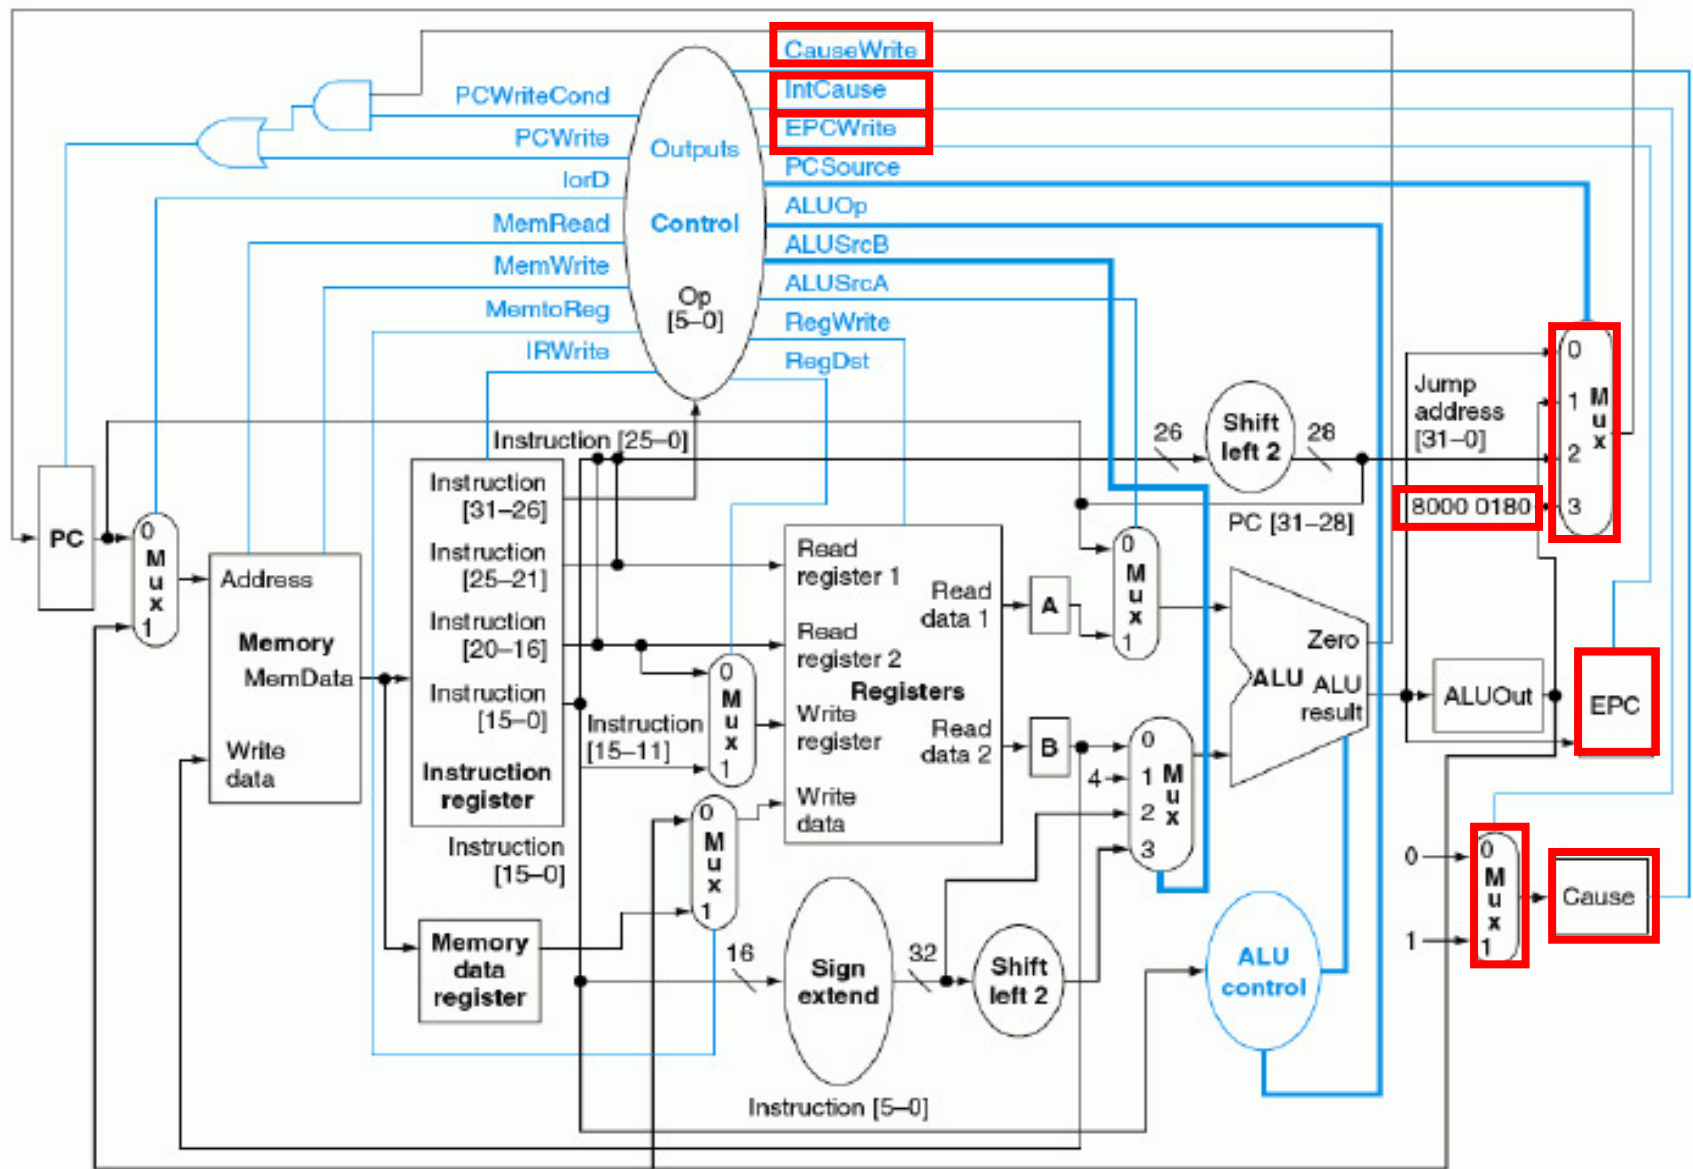 CauseWrite
IntCause
EPCWrite
PCSource
ALUOp
ALUSrcB
ALUSrcA
RegWrite
RegDst
PCWriteCond
PCWrite
IorD
MemRead
MemWrite
MemtoReg
IRWrite
Outputs
Control
Op
[5–0]
PC
0
M
u
x
1
Address
Memory
MemData
Write
data
Instruction [25–0]
Instruction
[31–26]
Instruction
[25–21]
Instruction
[20–16]
Instruction
[15–0]
Instruction
register
Instruction
[15–0]
Memory
data
register
Instruction
[15–11]
0
M
u
x
1
0
M
u
x
1
Read
register 1
Read
register 2
Registers
Write
register
Write
data
Read
data 1
Read
data 2
A
B
4
16
Sign
extend
32
Shift
left 2
Instruction [5–0]
0
M
u
x
1
0
1
2
3
M
u
x
26
Shift
left 2
28
PC [31–28]
Zero
ALU
ALU
result
ALU
control
Jump
address
[31–0]
8000 0180
0
1
2
3
M
u
x
ALUOut
EPC
0
1
0
M
u
x
1
Cause